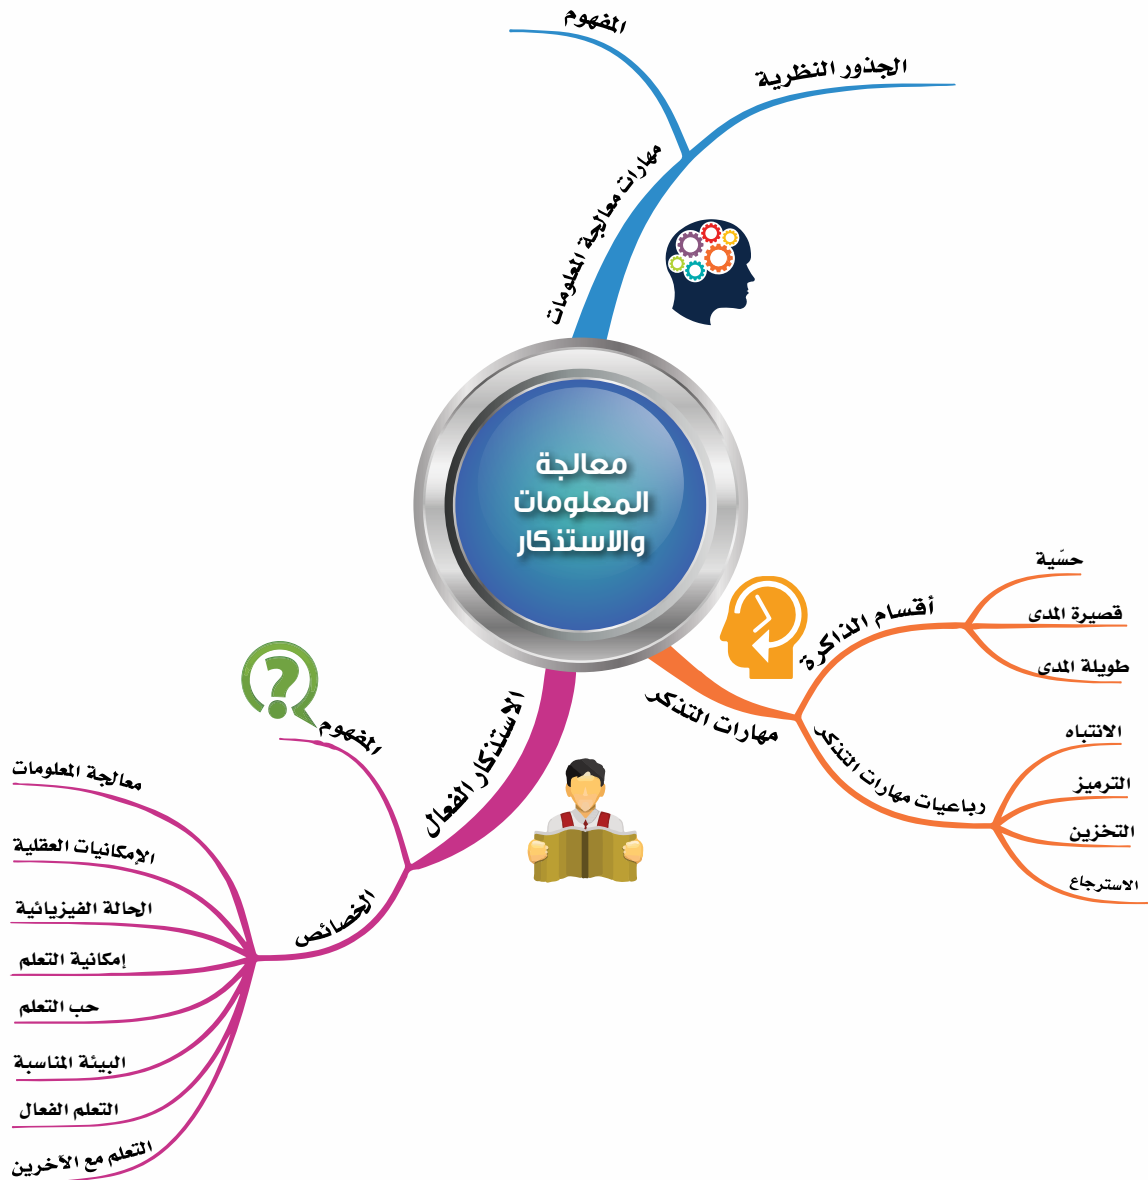 معالجة
المعلومات
والاستذكار
مهارات معالجة المعلومات
المفهوم
الجذور النظرية
مهارات التذكر
أقسام الذاكرة
حسّية
قصيرة المدى
طويلة المدى
رباعيات مهارات التذكر
الانتباه
الترميز
التخزين
الاسترجاع
الاستذكار الفعال
المفهوم
الخصائص
معالجة المعلومات
الإمكانيات العقلية
الحالة الفيزيائية
إمكانية التعلم
حب التعلم
البيئة المناسبة
التعلم الفعال
التعلم مع الآخرين